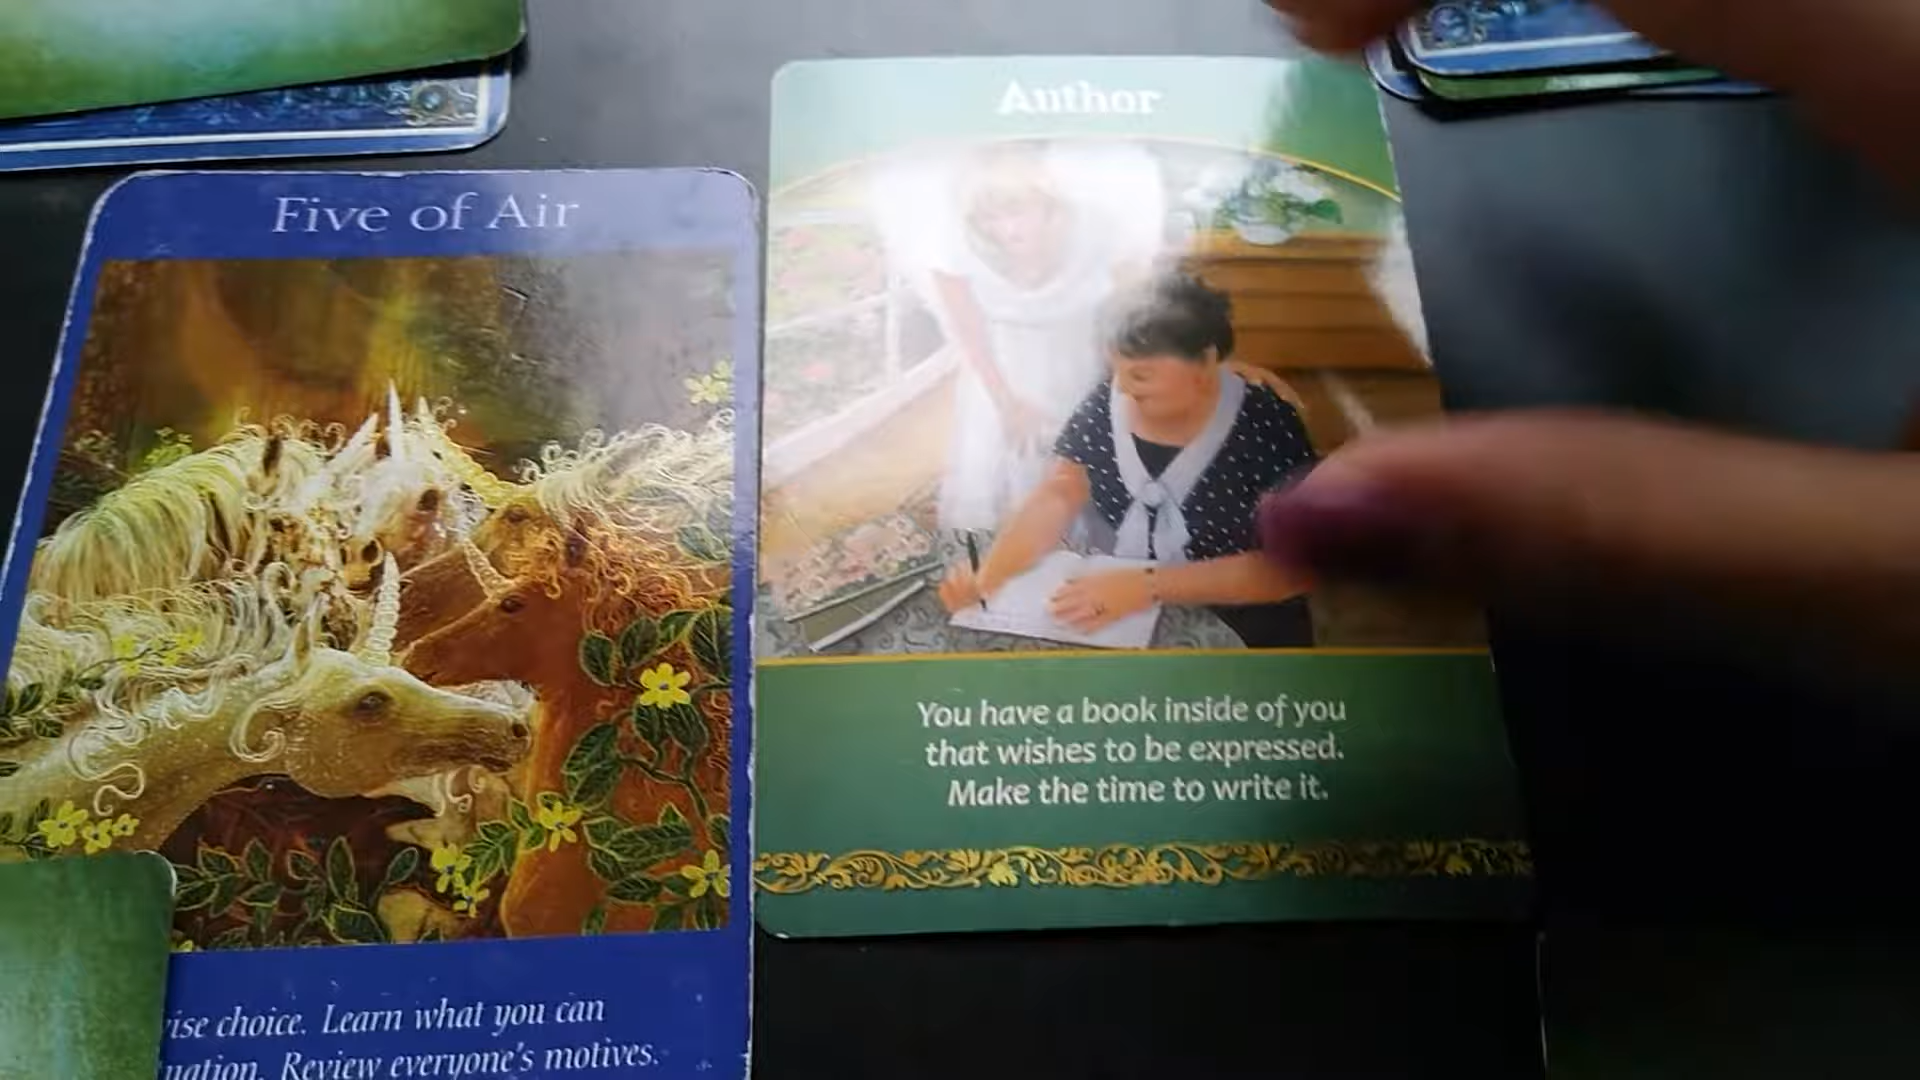 Five of Air
choice. Learn what you can
Review everyone's motives.
Author
You have a book inside of you
that wishes to be expressed.
Make the time to write it.